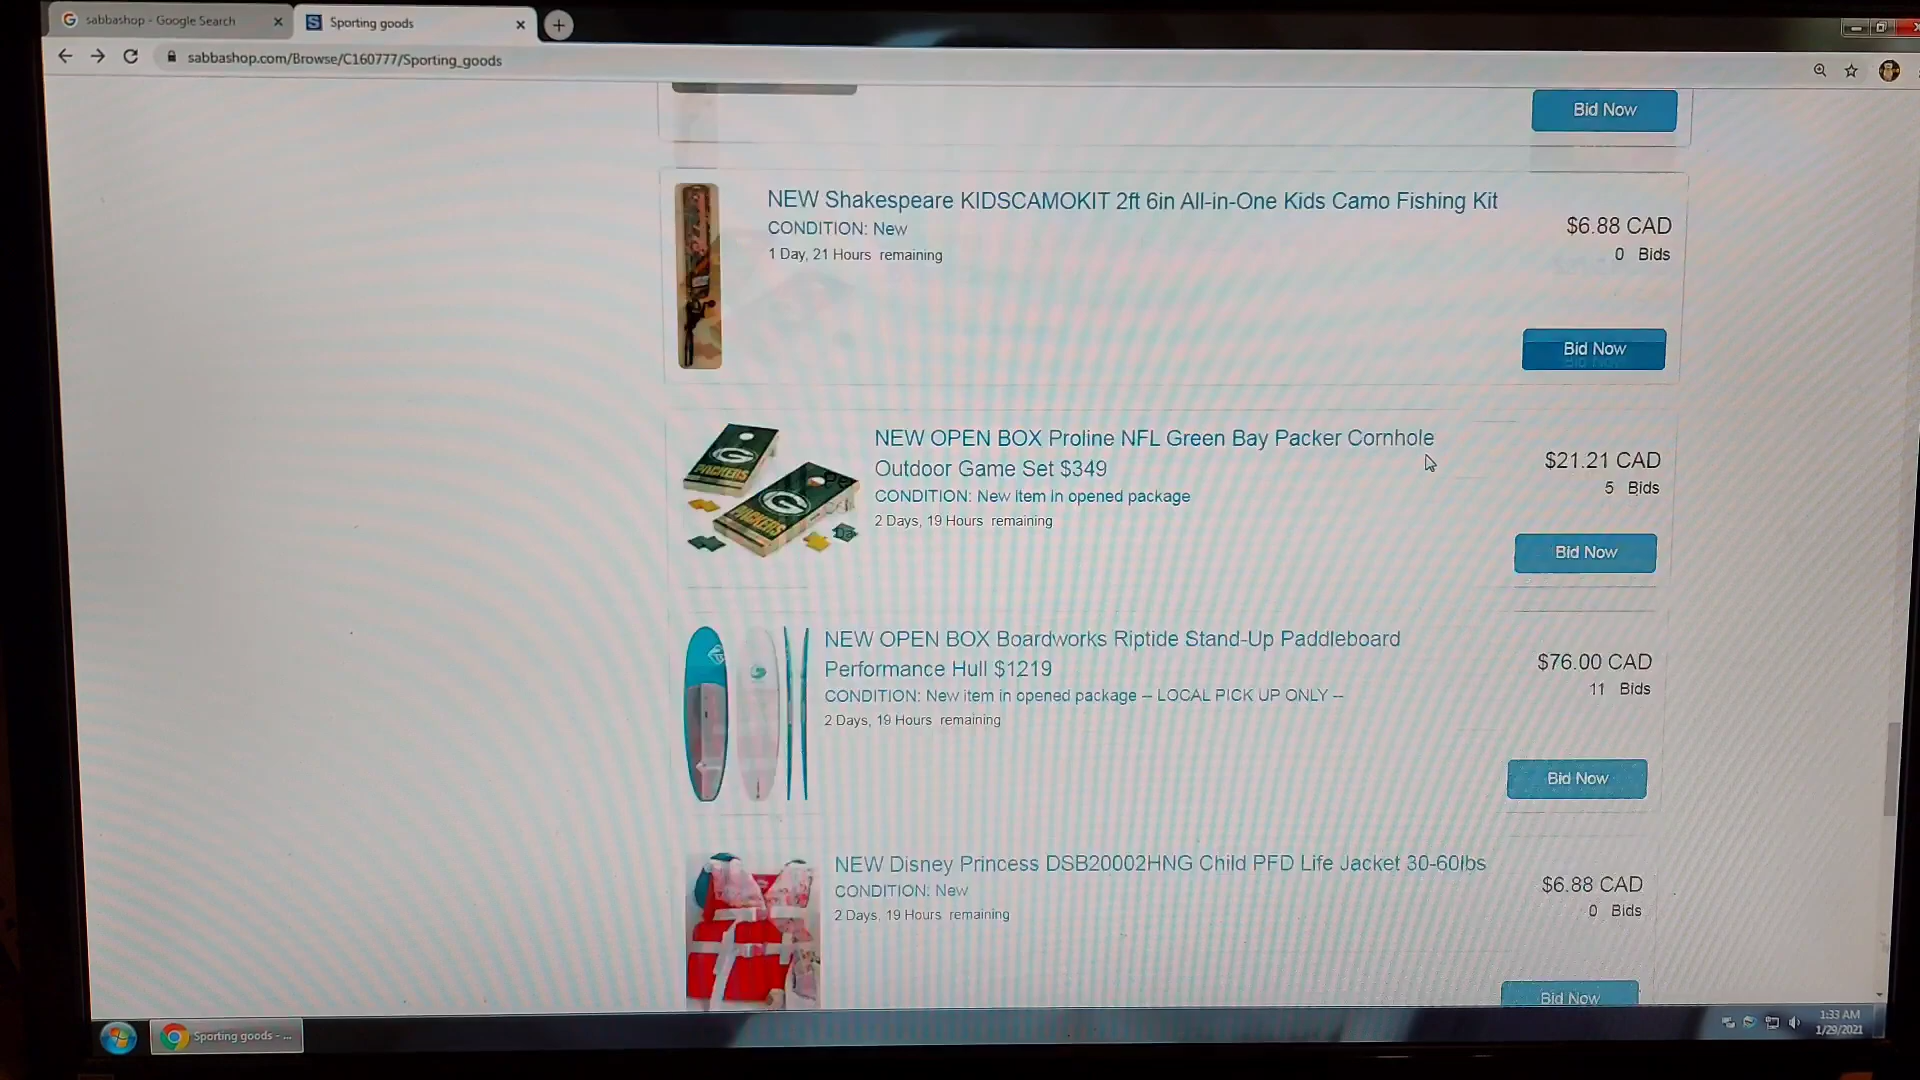 sabbashop - Google Search
Sporting goods
sabbashop.com/Browse/C160777/Sporting_goods
Bid Now
NEW Shakespeare KIDSCAMOKIT 2ft 6in All-in-One Kids Camo Fishing Kit
CONDITION: New
1 Day, 21 Hours remaining
$6.88 CAD
0 Bids
Bid Now
NEW OPEN BOX Proline NFL Green Bay Packer Cornhole
Outdoor Game Set $349
CONDITION: New item in opened package
2 Days, 19 Hours remaining
$21.21 CAD
5 Bids
Bid Now
PACKERS
PACKERS
NEW OPEN BOX Boardworks Riptide Stand-Up Paddleboard
Performance Hull $1219
CONDITION: New item in opened package -- LOCAL PICK UP ONLY --
2 Days, 19 Hours remaining
$76.00 CAD
11 Bids
Bid Now
NEW Disney Princess DSB20002HNG Child PFD Life Jacket 30-60lbs
CONDITION: New
2 Days, 19 Hours remaining
$6.88 CAD
0 Bids
Bid Now
Sporting goods - ...
1:33 AM
1/29/2021